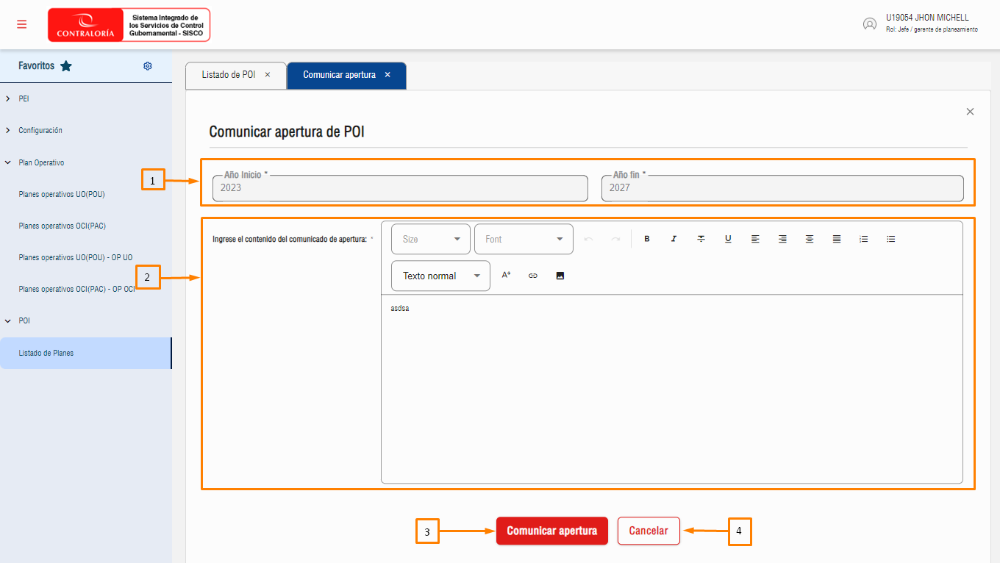 CONTRALORÍA
Sistema Integrado de
los Servicios de Control
Gubernamental - SISCO
U19054 JHON MICHELL
Rol: Jefe / gerente de planeamiento
Favoritos
PEI
Configuración
Plan Operativo
Planes operativos UO(POU)
Planes operativos OCI(PAC)
Planes operativos UO(POU) - OP UO
Planes operativos OCI(PAC) - OP OCI
POI
Listado de Planes
Listado de POI ×
Comunicar apertura ×
Comunicar apertura de POI
1
Año Inicio *
2023
Año fin *
2027
2
Ingrese el contenido del comunicado de apertura: *
Size
Font
B I T U
Texto normal
asdsa
3
Comunicar apertura
Cancelar
4